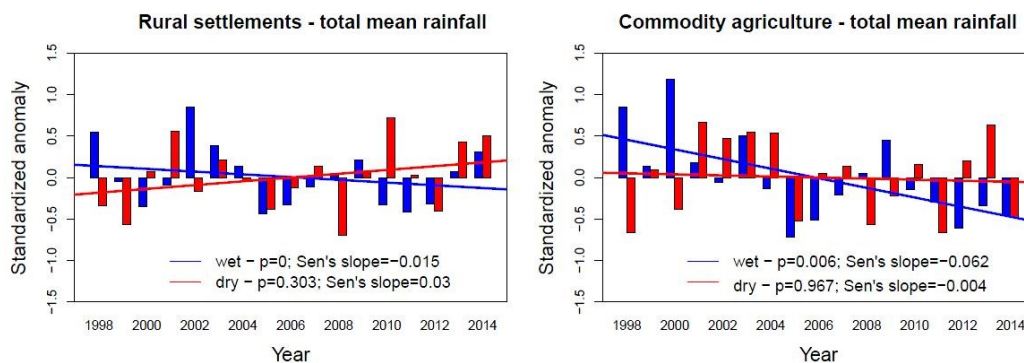 Rural settlements - total mean rainfall
Standardized anomaly
1.5
1.0
0.5
0.0
−0.5
−1.0
−1.5
wet − p=0; Sen's slope=−0.015
dry − p=0.303; Sen's slope=0.03
1998 2000 2002 2004 2006 2008 2010 2012 2014
Year
Commodity agriculture - total mean rainfall
Standardized anomaly
1.5
1.0
0.5
0.0
−0.5
−1.0
−1.5
wet − p=0.006; Sen's slope=−0.062
dry − p=0.967; Sen's slope=−0.004
1998 2000 2002 2004 2006 2008 2010 2012 2014
Year